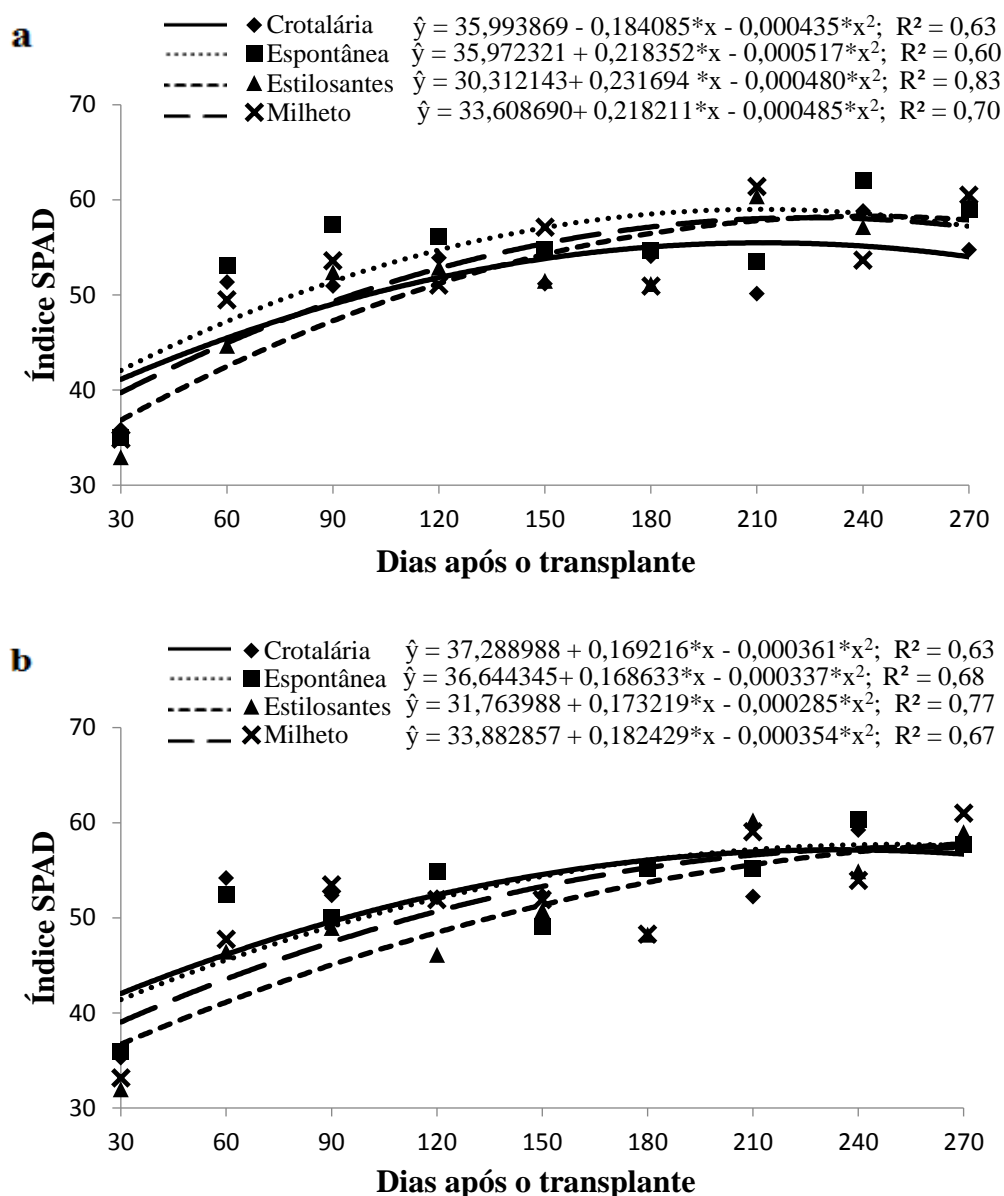 a
Crotalária ŷ = 35,993869 - 0,184085*x - 0,000435*x²; R² = 0,63
Espontânea ŷ = 35,972321 + 0,218352*x - 0,000517*x²; R² = 0,60
Estilosantes ŷ = 30,312143+ 0,231694 *x - 0,000480*x²; R² = 0,83
Milheto ŷ = 33,608690+ 0,218211*x - 0,000485*x²; R² = 0,70
70
60
50
40
30
Índice SPAD
30 60 90 120 150 180 210 240 270
Dias após o transplante
b
Crotalária ŷ = 37,288988 + 0,169216*x - 0,000361*x²; R² = 0,63
Espontânea ŷ = 36,644345+ 0,168633*x - 0,000337*x²; R² = 0,68
Estilosantes ŷ = 31,763988 + 0,173219*x - 0,000285*x²; R² = 0,77
Milheto ŷ = 33,882857 + 0,182429*x - 0,000354*x²; R² = 0,67
70
60
50
40
30
Índice SPAD
30 60 90 120 150 180 210 240 270
Dias após o transplante